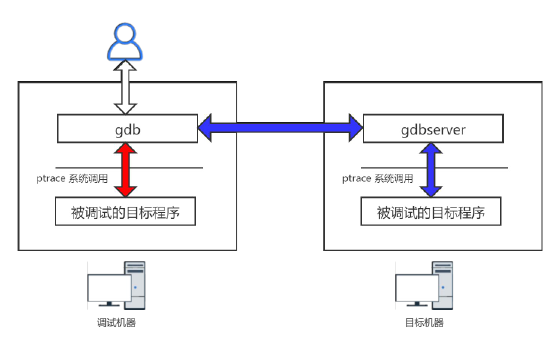 gdb
gdbserver
ptrace 系统调用
ptrace 系统调用
被调试的目标程序
被调试的目标程序
调试机器
目标机器